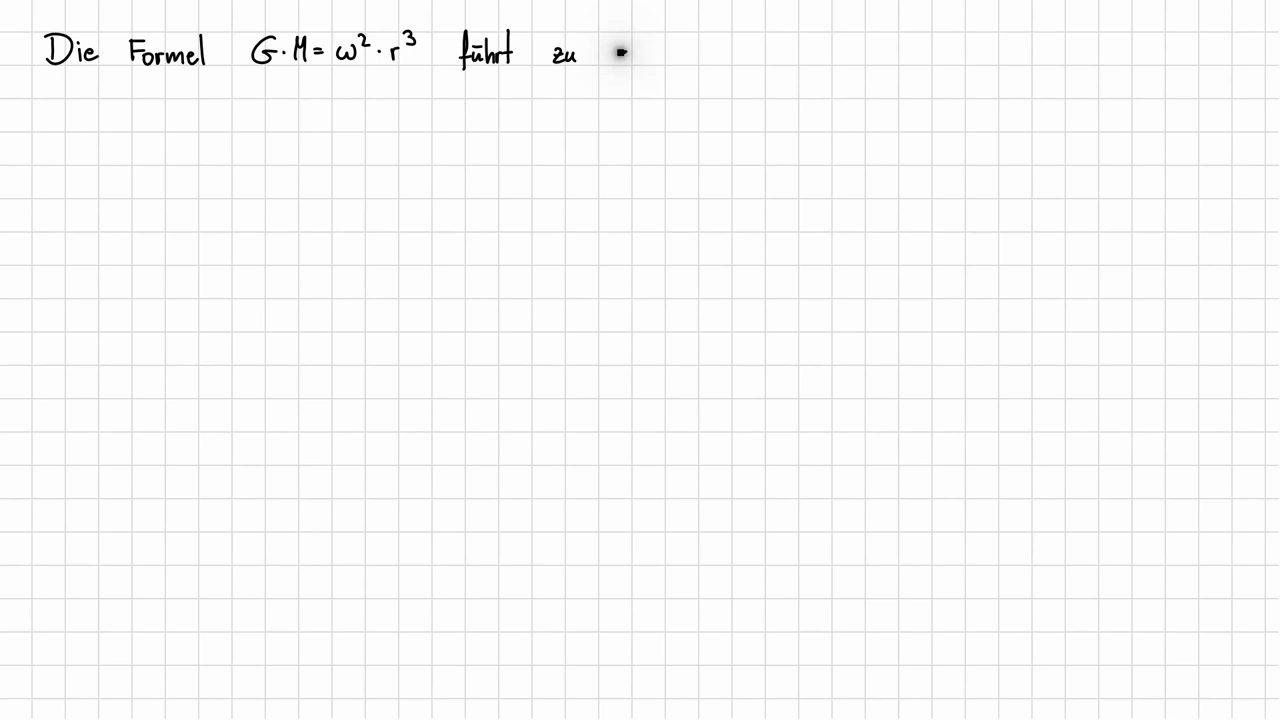 Die Formel G·M = ω²·r³ führt zu